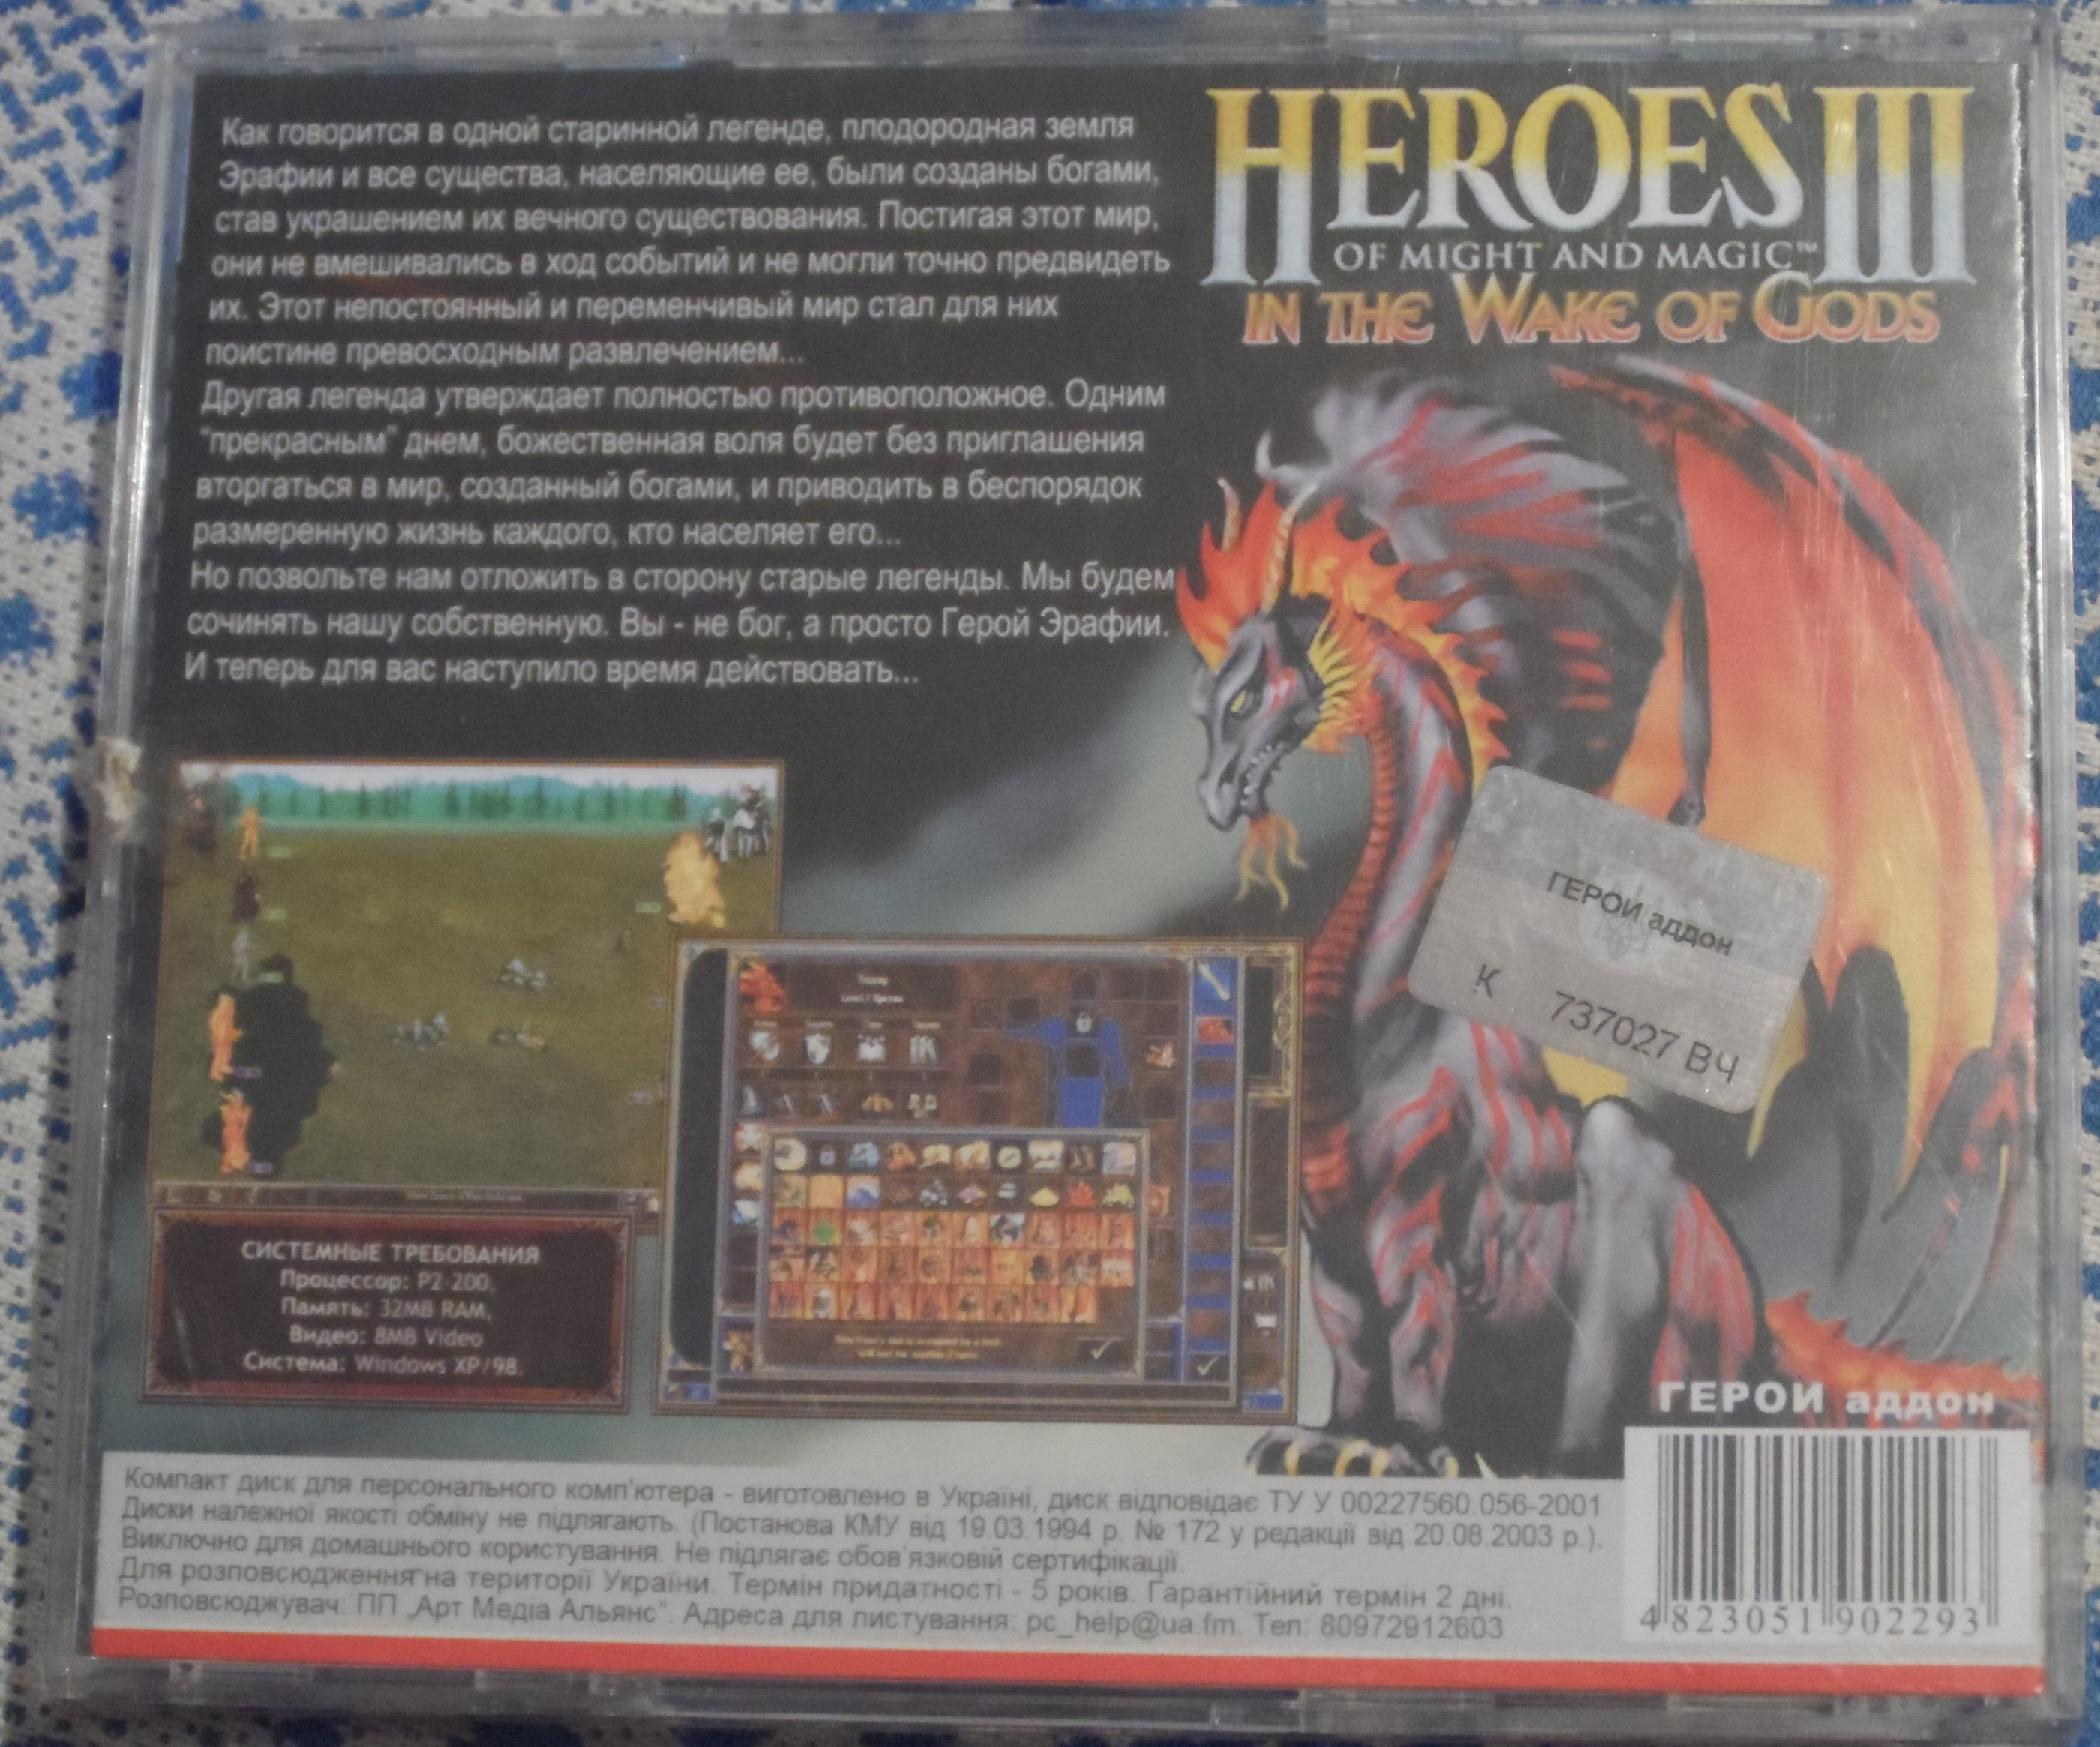 Как говорится в одной старинной легенде, плодородная земля
Эрафии и все существа, населяющие ее, были созданы богами,
став украшением их вечного существования. Постигая этот мир,
они не вмешивались в ход событий и не могли точно предвидеть
их. Этот непостоянный и переменчивый мир стал для них
поистине превосходным развлечением...
Другая легенда утверждает полностью противоположное. Одним
"прекрасным" днем, божественная воля будет без приглашения
вторгаться в мир, созданный богами, и приводить в беспорядок
размеренную жизнь каждого, кто населяет его...
Но позвольте нам отложить в сторону старые легенды. Мы будем
сочинять нашу собственную. Вы - не бог, а просто Герой Эрафии.
И теперь для вас наступило время действовать...
HEROES III
OF MIGHT AND MAGIC™
IN THE WAKE OF GODS
ГЕРОИ аддон
К 737027 ВЧ
СИСТЕМНЫЕ ТРЕБОВАНИЯ
Процессор: P2 200,
Память: 32MB RAM,
Видео: 8MB Video
Система: Windows XP/98.
ГЕРОИ аддон
Компакт диск для персонального комп'ютера - виготовлено в Україні, диск відповідає ТУ У 00227560.056-2001
Диски належної якості обміну не підлягають. (Постанова КМУ від 19.03.1994 р. № 172 у редакції від 20.08.2003 р.).
Виключно для домашнього користування. Не підлягає обов'язковій сертифікації.
Для розповсюдження на території України. Термін придатності - 5 років. Гарантійний термін 2 дні.
Розповсюджувач: ПП „Арт Медіа Альянс". Адреса для листування: pc_help@ua.fm. Тел: 80972912603
4 823051 902293